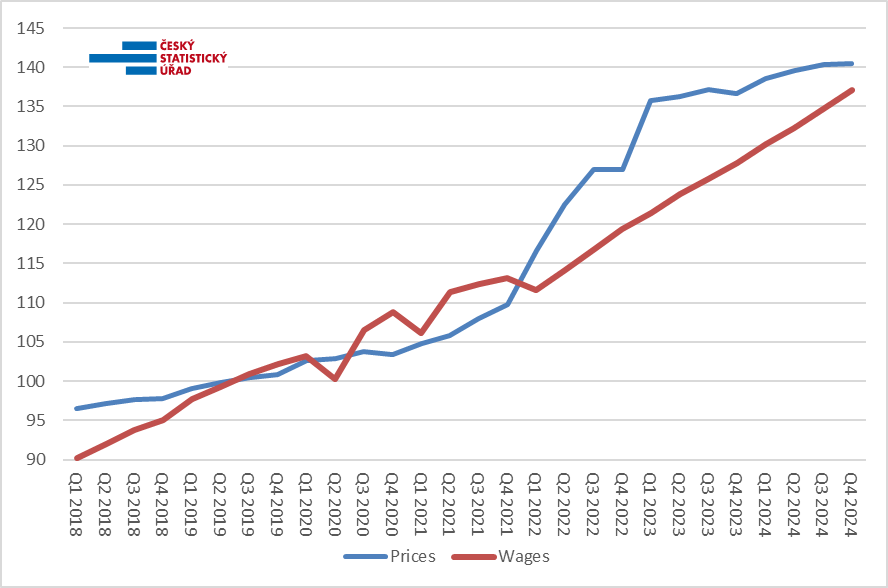 145
140
135
130
125
120
115
110
105
100
95
90
ČESKÝ
STATISTICKÝ
ÚŘAD
Q1 2018
Q2 2018
Q3 2018
Q4 2018
Q1 2019
Q2 2019
Q3 2019
Q4 2019
Q1 2020
Q2 2020
Q3 2020
Q4 2020
Q1 2021
Q2 2021
Q3 2021
Q4 2021
Q1 2022
Q2 2022
Q3 2022
Q4 2022
Q1 2023
Q2 2023
Q3 2023
Q4 2023
Q1 2024
Q2 2024
Q3 2024
Q4 2024
Prices
Wages